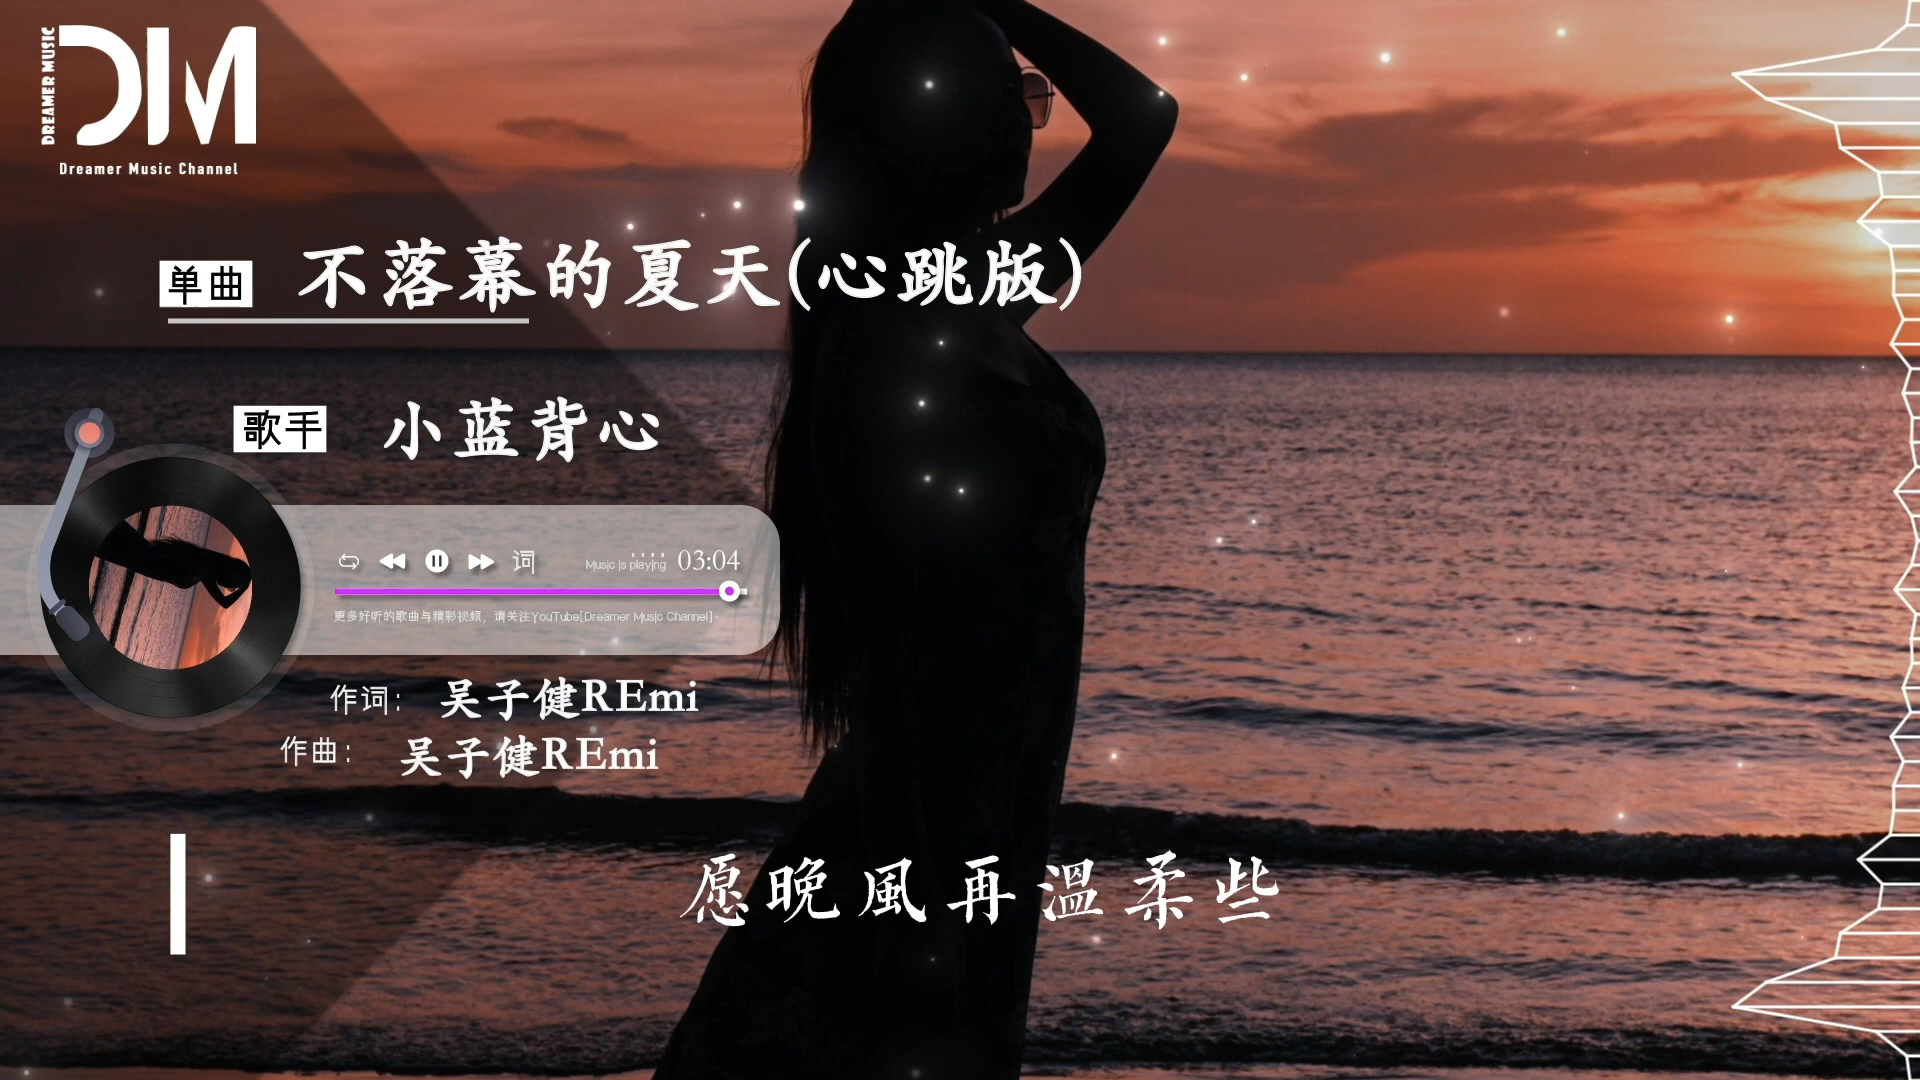 DREAMER MUSIC
DM
Dreamer Music Channel
单曲 不落幕的夏天(心跳版)
歌手 小蓝背心
词 Music is playing 03:04
更多好听的歌曲与精彩视频，请关注YouTube[Dreamer Music Channel]
作词： 吴子健REmi
作曲： 吴子健REmi
愿晚風再溫柔些